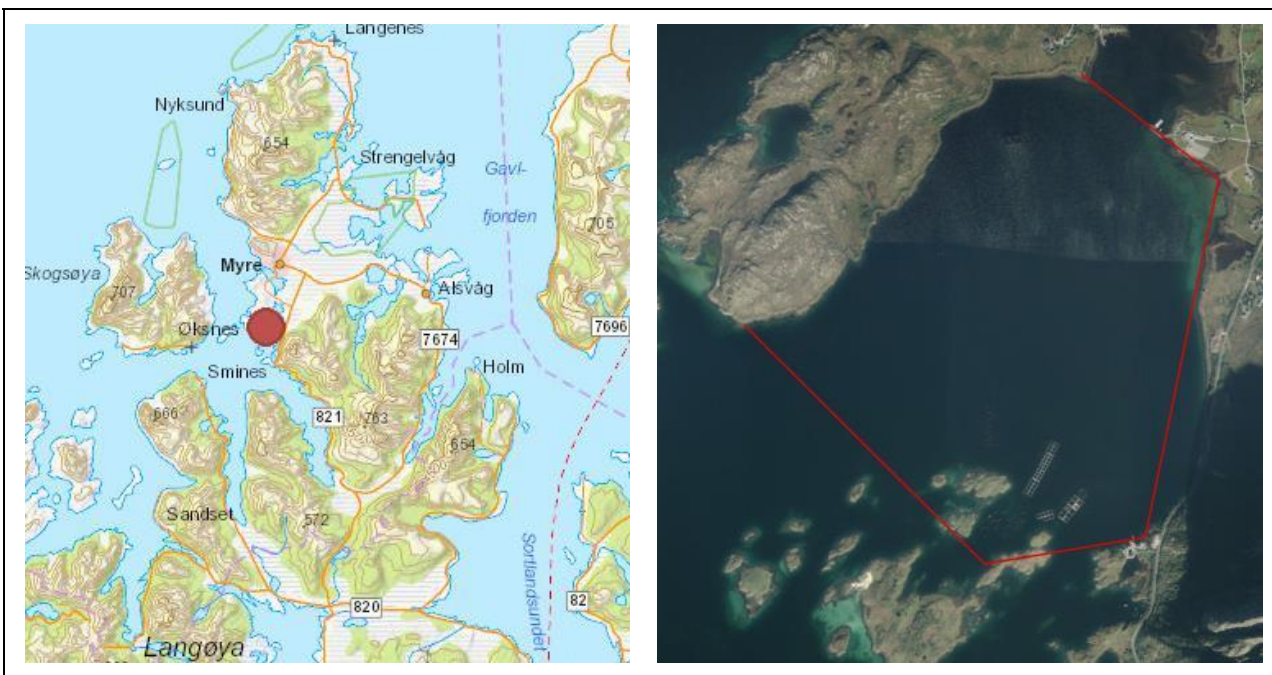 Langenes
Nyksund
654
Strengelvåg
Gavl-
fjorden
705
Myre
Skogsøya
707
Alsvåg
Øksnes
7696
7674
Smines
Holm
821
666
763
654
Sandset
572
Sortlandsundet
820
82
Langøya